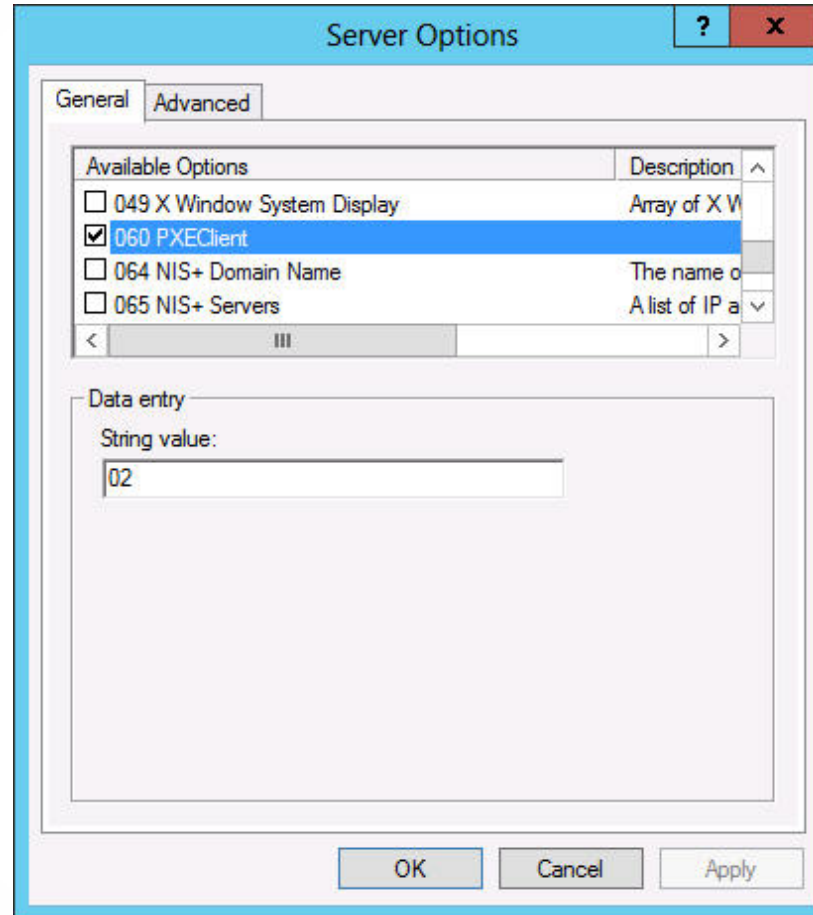 Server Options
? x
General Advanced
Available Options Description
049 X Window System Display Array of X W
060 PXEClient
064 NIS+ Domain Name The name o
065 NIS+ Servers A list of IP a
Data entry
String value:
02
OK Cancel Apply